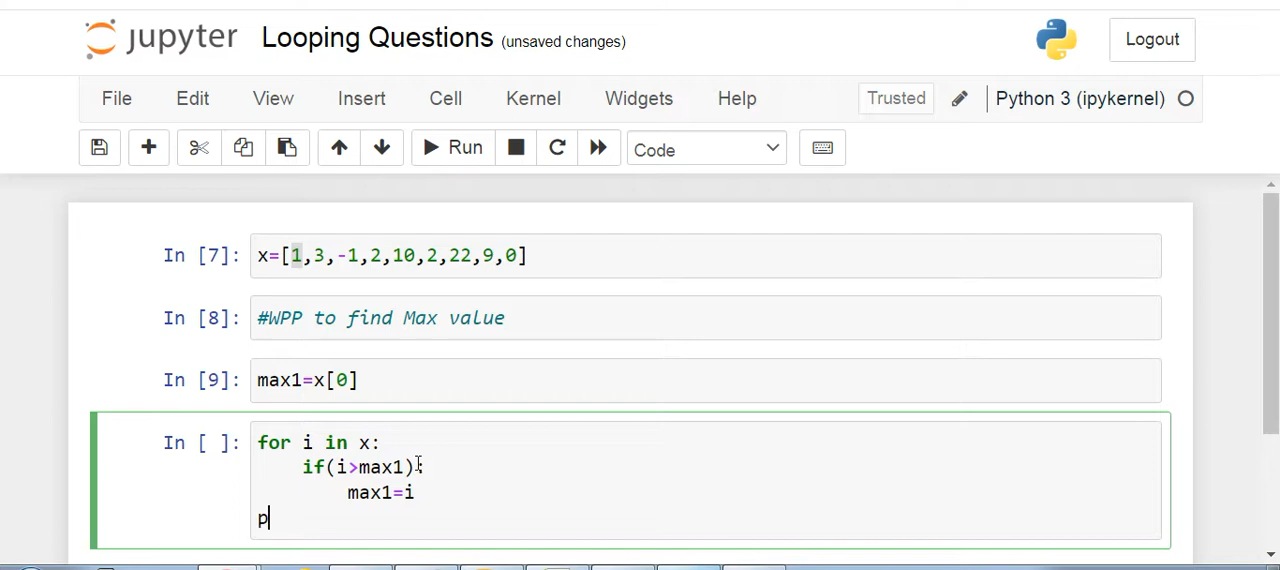 jupyter Looping Questions (unsaved changes) Logout
File Edit View Insert Cell Kernel Widgets Help Trusted Python 3 (ipykernel)
Run Code
In [7]: x=[1,3,-1,2,10,2,22,9,0]
In [8]: #WPP to find Max value
In [9]: max1=x[0]
In [ ]: for i in x:
if(i>max1):
max1=i
p